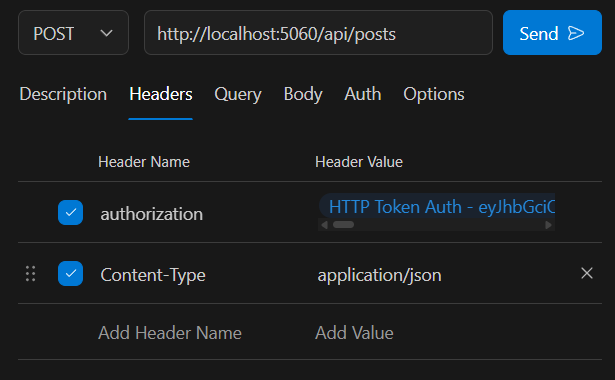 POST http://localhost:5060/api/posts Send
Description Headers Query Body Auth Options
Header Name Header Value
authorization HTTP Token Auth - eyJhbGciO
Content-Type application/json
Add Header Name Add Value